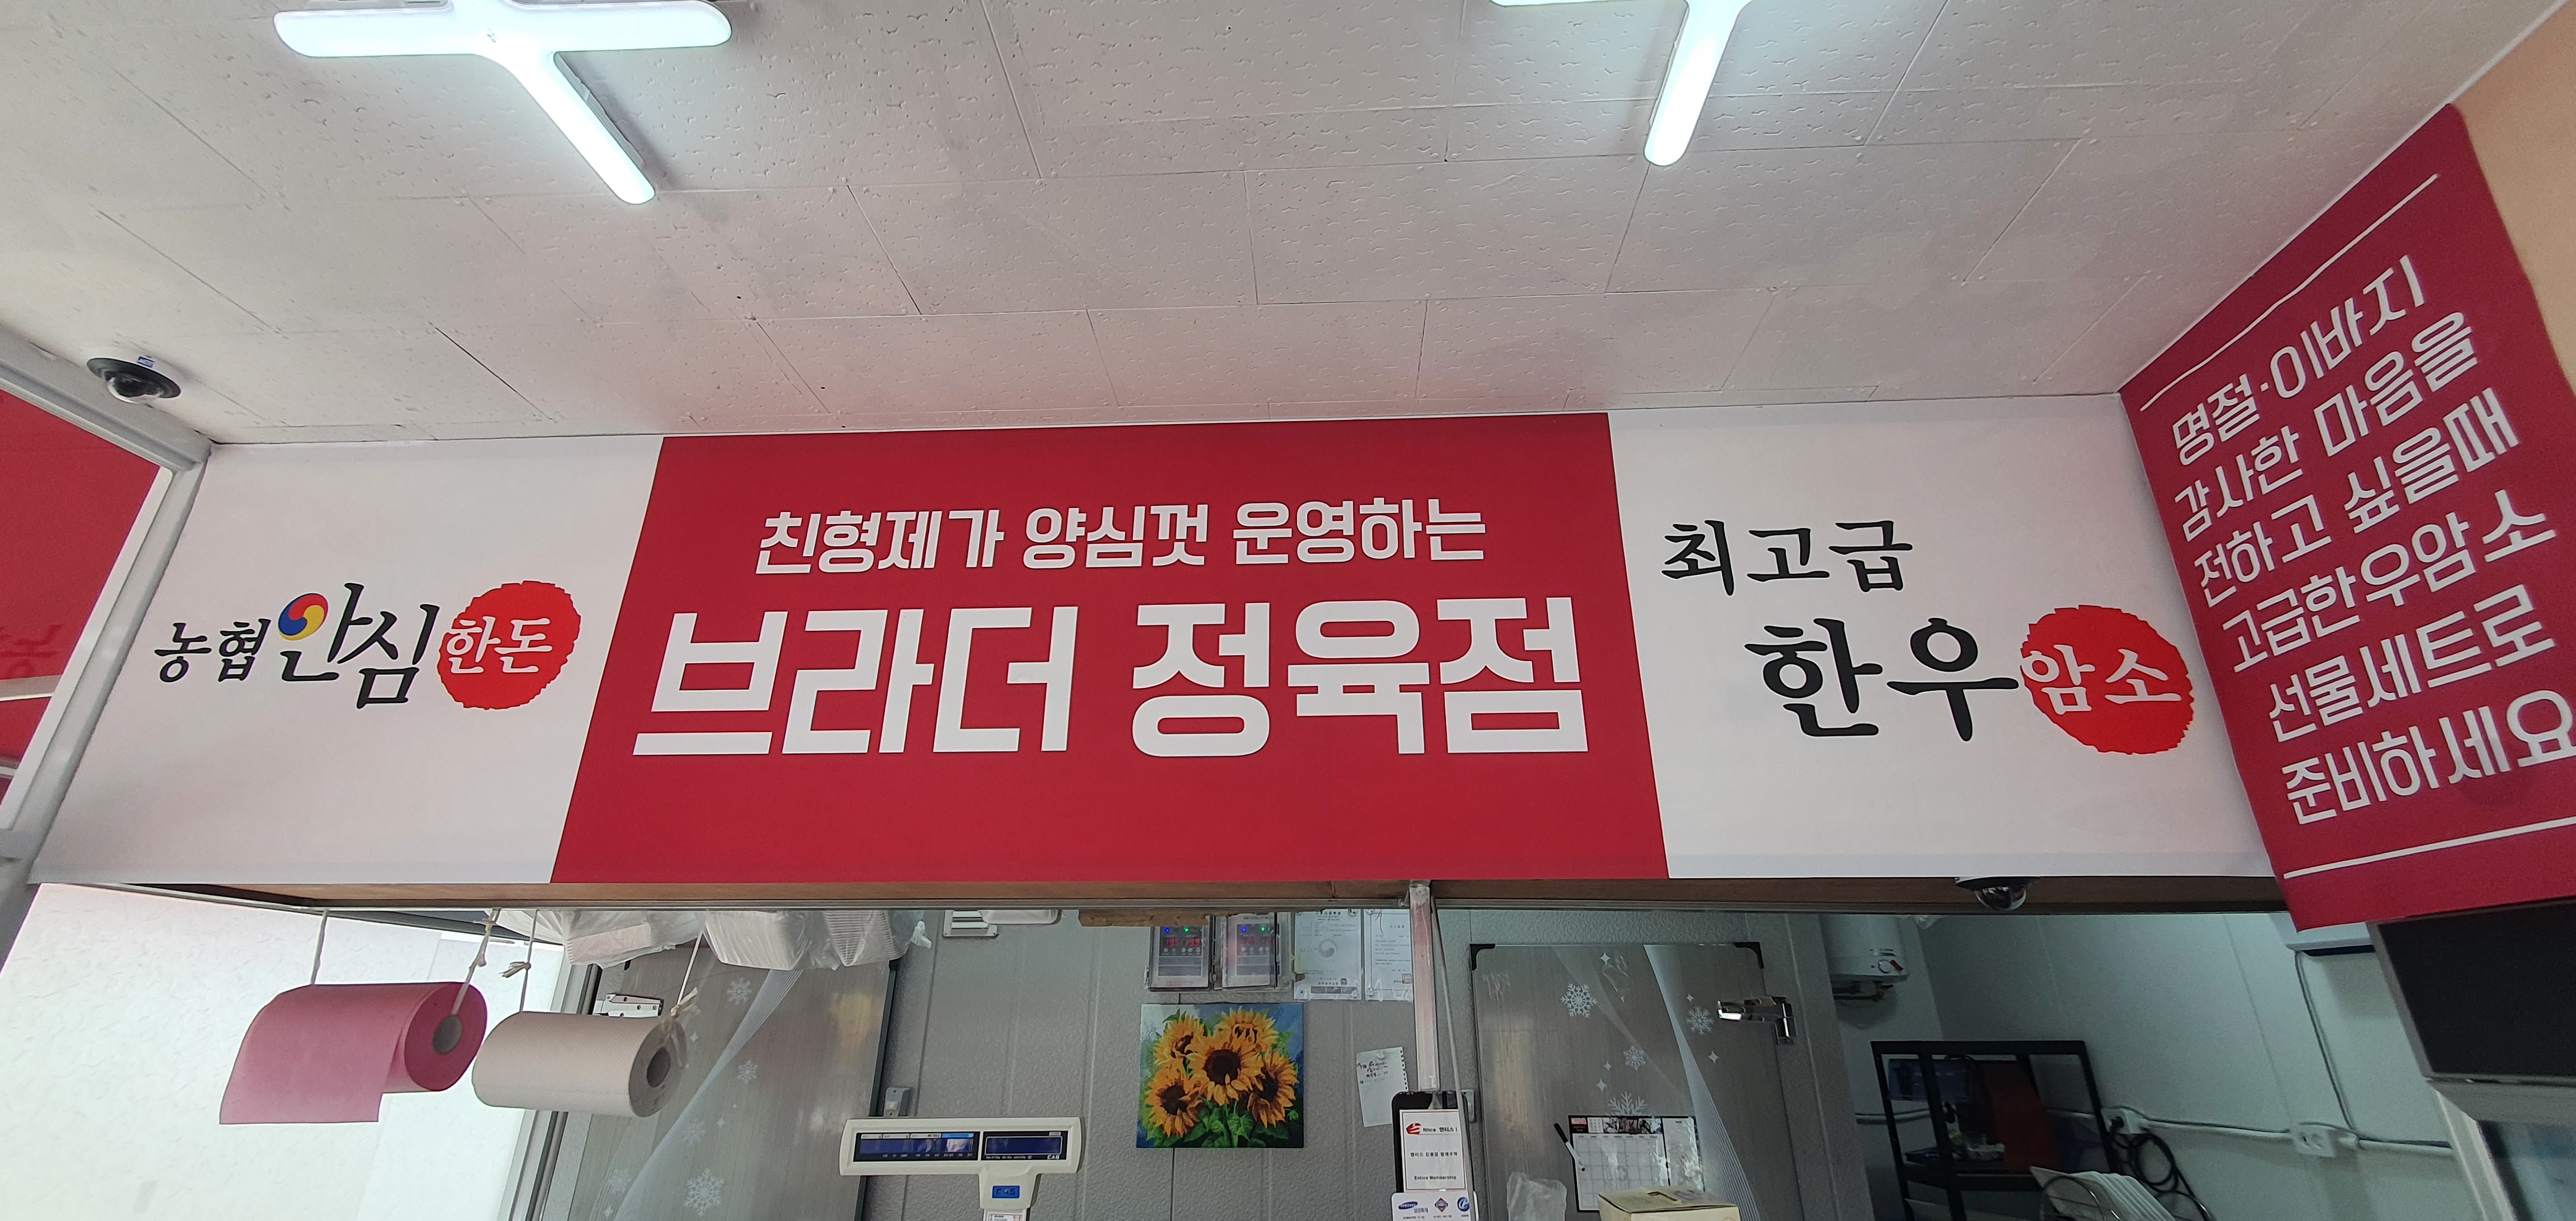 농협 안심 한돈
친형제가 양심껏 운영하는
브라더 정육점
최고급
한우 암소
명절·이바지
감사한 마음을
전하고 싶을때
고급한우암소
선물세트로
준비하세요
CAS
CAS